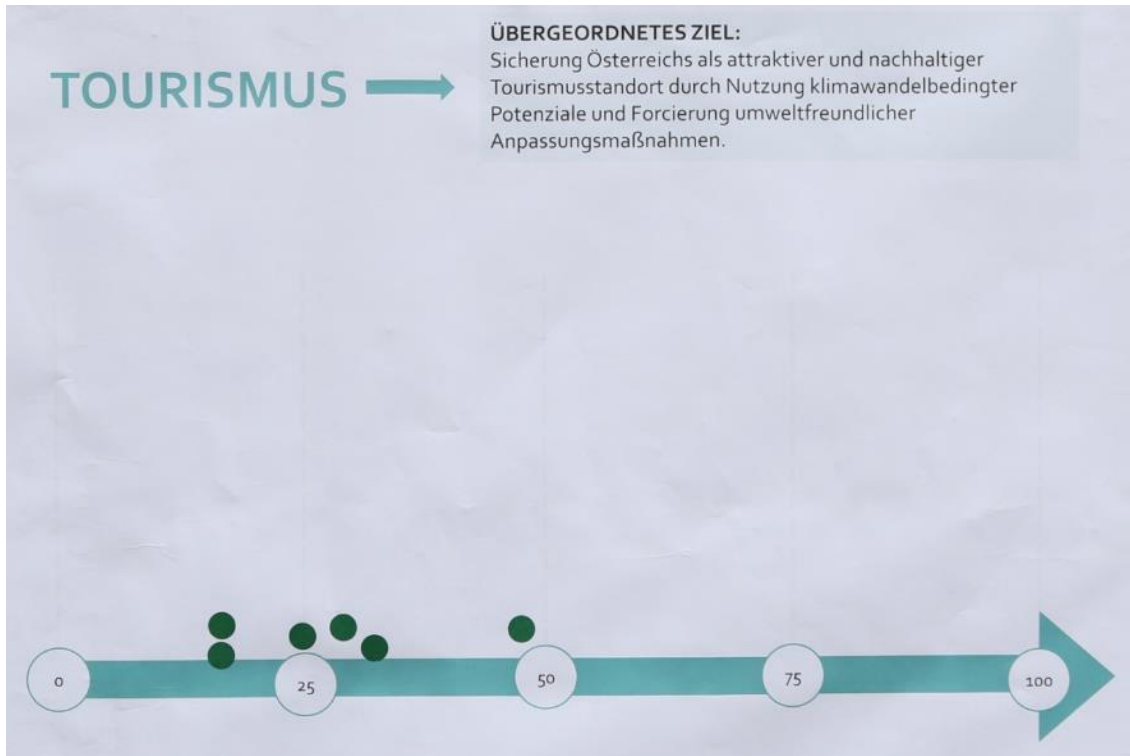 TOURISMUS
ÜBERGEORDNETES ZIEL:
Sicherung Österreichs als attraktiver und nachhaltiger
Tourismusstandort durch Nutzung klimawandelbedingter
Potenziale und Forcierung umweltfreundlicher
Anpassungsmaßnahmen.
0
25
50
75
100